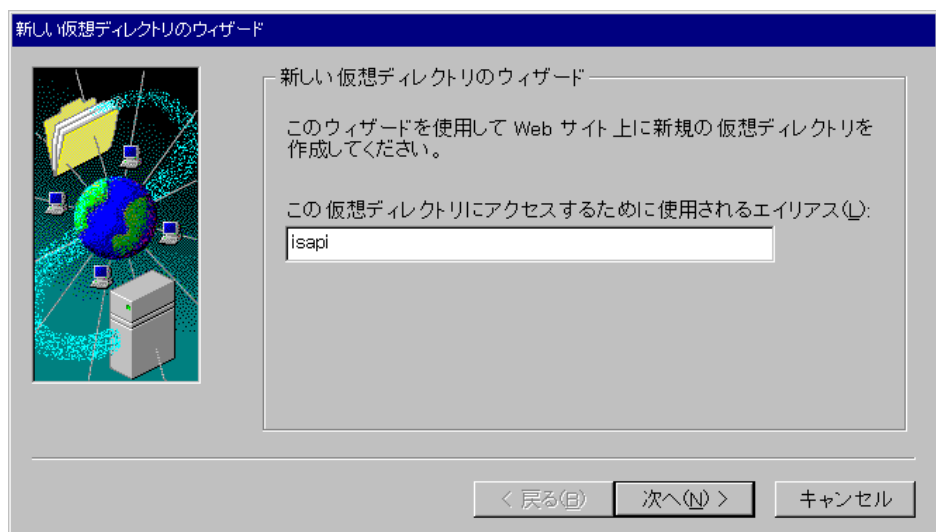 新しい仮想ディレクトリのウィザード
新しい仮想ディレクトリのウィザード
このウィザードを使用して Web サイト上に新規の仮想ディレクトリを
作成してください。
この仮想ディレクトリにアクセスするために使用されるエイリアス(L):
isapi
< 戻る(B)
次へ(N) >
キャンセル